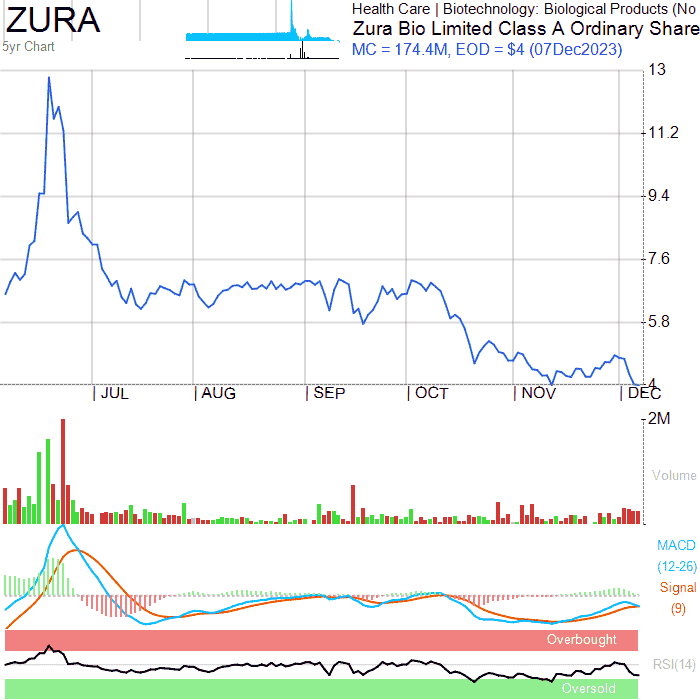 ZURA
5yr Chart
Health Care | Biotechnology: Biological Products (No
Zura Bio Limited Class A Ordinary Share
MC = 174.4M, EOD = $4 (07Dec2023)
13
11.2
9.4
7.6
5.8
4
JUL AUG SEP OCT NOV DEC
2M
Volume
MACD
(12-26)
Signal
(9)
Overbought
RSI(14)
Oversold